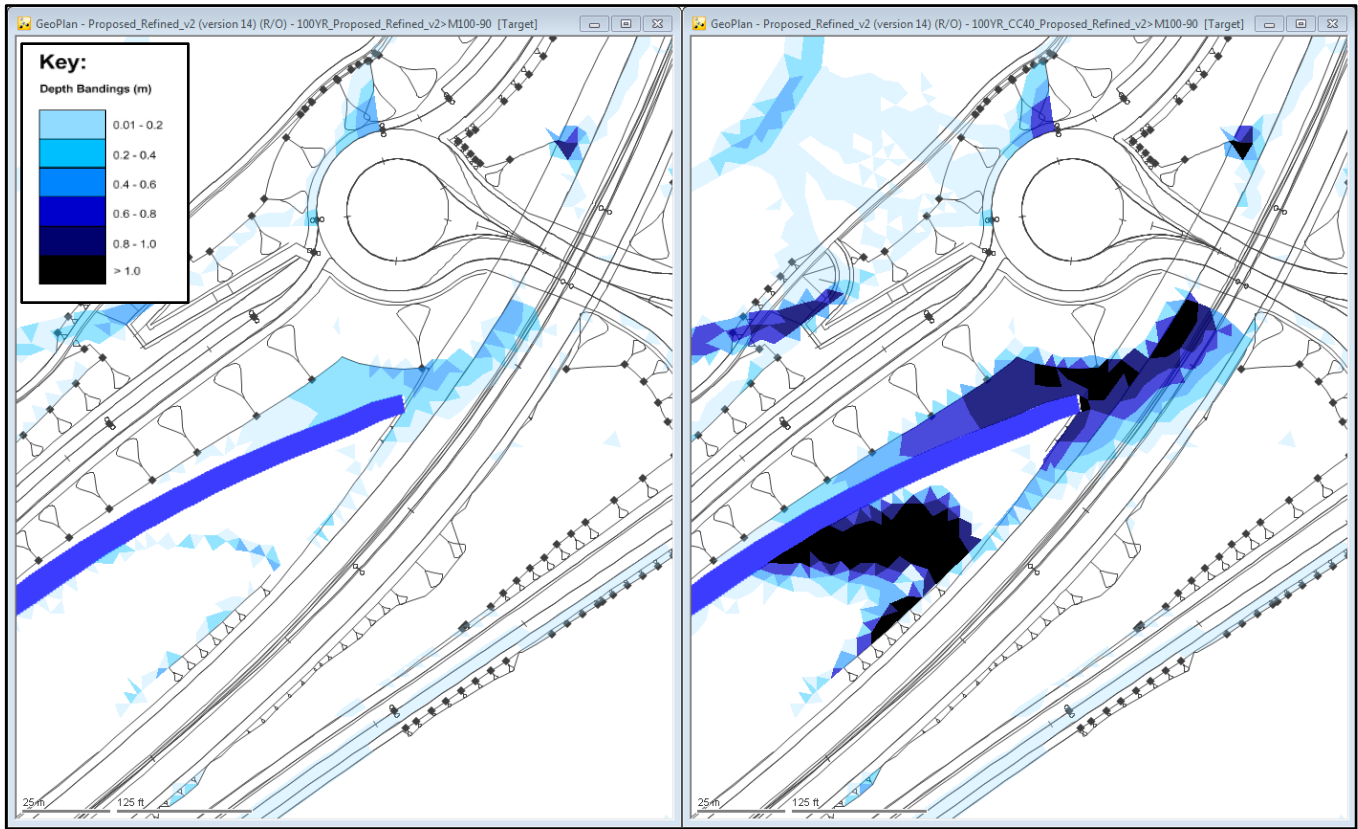 GeoPlan - Proposed_Refined_v2 (version 14) (R/O) - 100YR_Proposed_Refined_v2>M100-90 [Target]
GeoPlan - Proposed_Refined_v2 (version 14) (R/O) - 100YR_CC40_Proposed_Refined_v2>M100-90 [Target]
Key:
Depth Bandings (m)
0.01 - 0.2
0.2 - 0.4
0.4 - 0.6
0.6 - 0.8
0.8 - 1.0
> 1.0
25 m
125 ft
25 m
125 ft